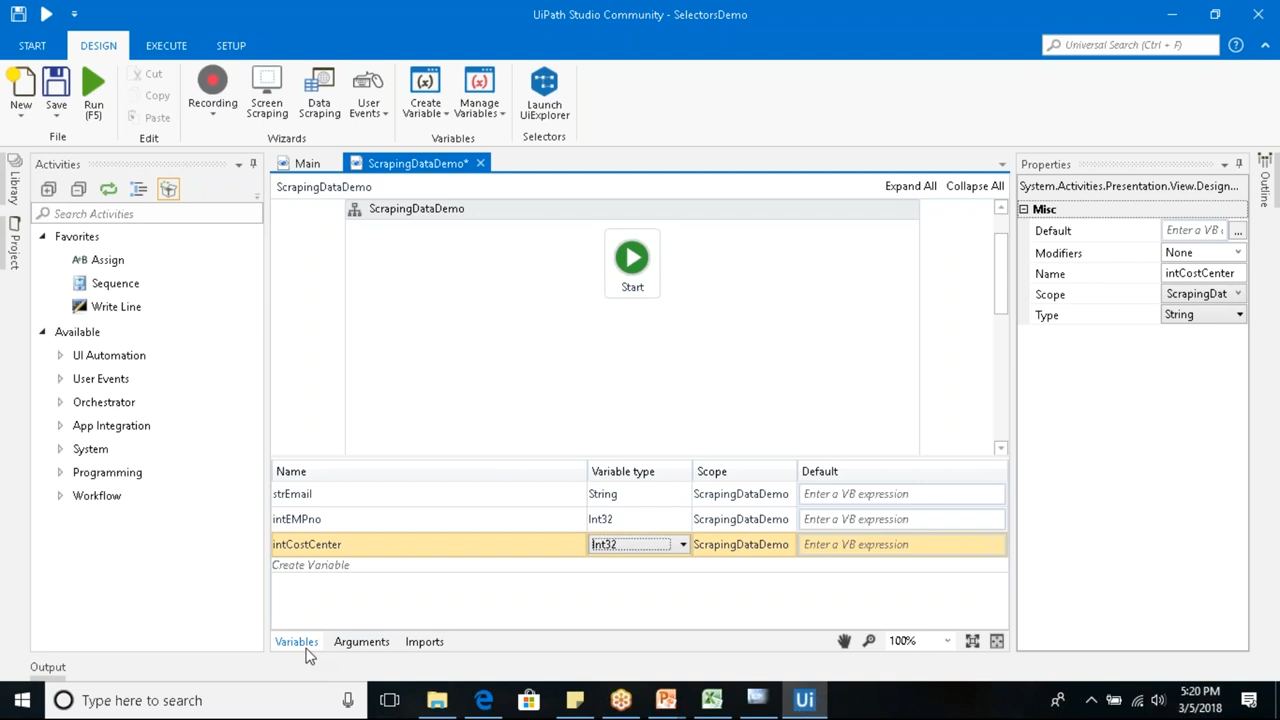 UiPath Studio Community - SelectorsDemo
START DESIGN EXECUTE SETUP
Universal Search (Ctrl + F)
New Save Run (F5)
Cut
Copy
Paste
Recording Screen Scraping Data Scraping User Events
Create Variable Manage Variables
Launch UiExplorer
File Edit Wizards Variables Selectors
Library
Project
Activities
Search Activities
Favorites
A*B Assign
Sequence
Write Line
Available
UI Automation
User Events
Orchestrator
App Integration
System
Programming
Workflow
Main ScrapingDataDemo*
ScrapingDataDemo Expand All Collapse All
ScrapingDataDemo
Start
Name Variable type Scope Default
strEmail String ScrapingDataDemo Enter a VB expression
intEMPno Int32 ScrapingDataDemo Enter a VB expression
intCostCenter Int32 ScrapingDataDemo Enter a VB expression
Create Variable
Variables Arguments Imports 100%
Properties
System.Activities.Presentation.View.Design...
Misc
Default Enter a VB ...
Modifiers None
Name intCostCenter
Scope ScrapingDat
Type String
Outline
Output
Type here to search
Ui
5:20 PM
3/5/2018